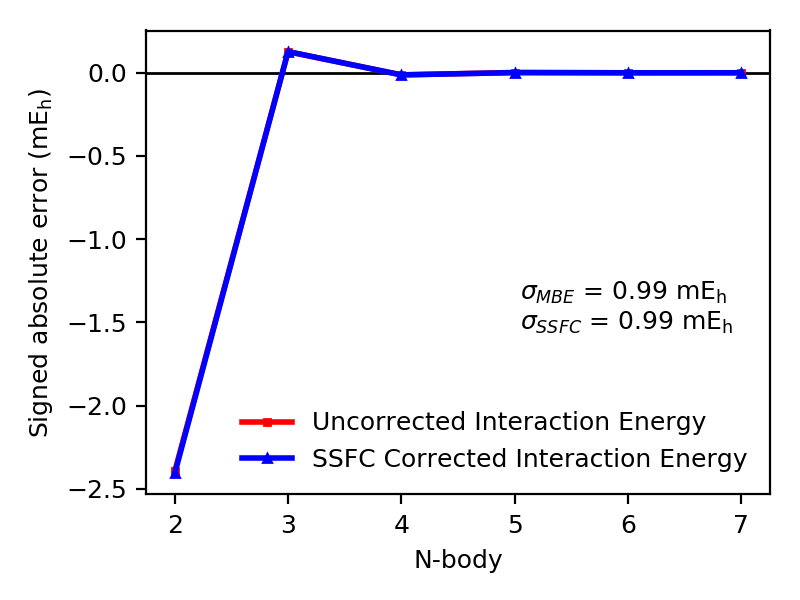 Signed absolute error (mEh)
0.0
−0.5
−1.0
−1.5
−2.0
−2.5
σMBE = 0.99 mEh
σSSFC = 0.99 mEh
Uncorrected Interaction Energy
SSFC Corrected Interaction Energy
2 3 4 5 6 7
N-body